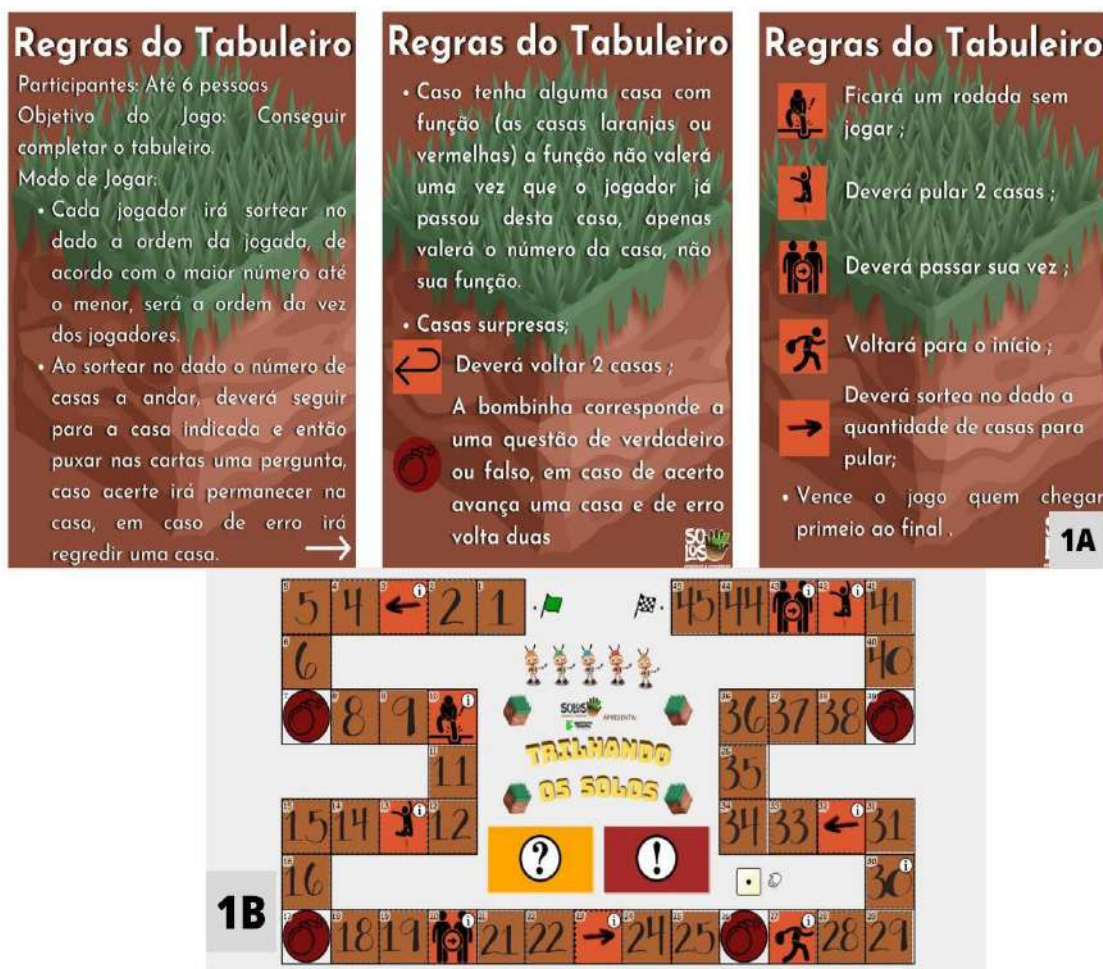 Regras do Tabuleiro
Participantes: Até 6 pessoas
Objetivo do Jogo: Conseguir
completar o tabuleiro.
Modo de Jogar:
• Cada jogador irá sortear no
dado a ordem da jogada, de
acordo com o maior número até
o menor, será a ordem da vez
dos jogadores.
• Ao sortear no dado o número de
casas a andar, deverá seguir
para a casa indicada e então
puxar nas cartas uma pergunta,
caso acerte irá permanecer na
casa, em caso de erro irá
regredir uma casa.
Regras do Tabuleiro
• Caso tenha alguma casa com
função (as casas laranjas ou
vermelhas) a função não valerá
uma vez que o jogador já
passou desta casa, apenas
valerá o número da casa, não
sua função.
• Casas surpresas;
Deverá voltar 2 casas ;
A bombinha corresponde a
uma questão de verdadeiro
ou falso, em caso de acerto
avança uma casa e de erro
volta duas
SOLOS
Regras do Tabuleiro
Ficará um rodada sem
jogar ;
Deverá pular 2 casas ;
Deverá passar sua vez ;
Voltará para o início ;
Deverá sortea no dado a
quantidade de casas para
pular;
• Vence o jogo quem chegar
primeio ao final .
1A
5 4 i 2 1 45 44 i i 41
6 40
8 9 i 36 37 38
SOLOS
APRESENTA:
TRILHANDO
OS SOLOS
11 35
15 14 i 12 34 33 i 31
? !
16 30 i
1B
18 19 i 21 22 i 24 25 i 28 29